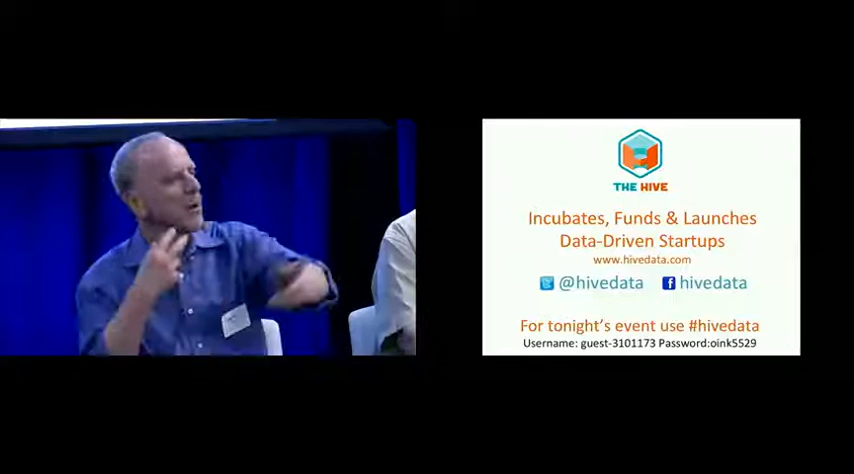 THE HIVE
Incubates, Funds & Launches
Data-Driven Startups
www.hivedata.com
@hivedata f hivedata
For tonight's event use #hivedata
Username: guest-3101173 Password:oink5529